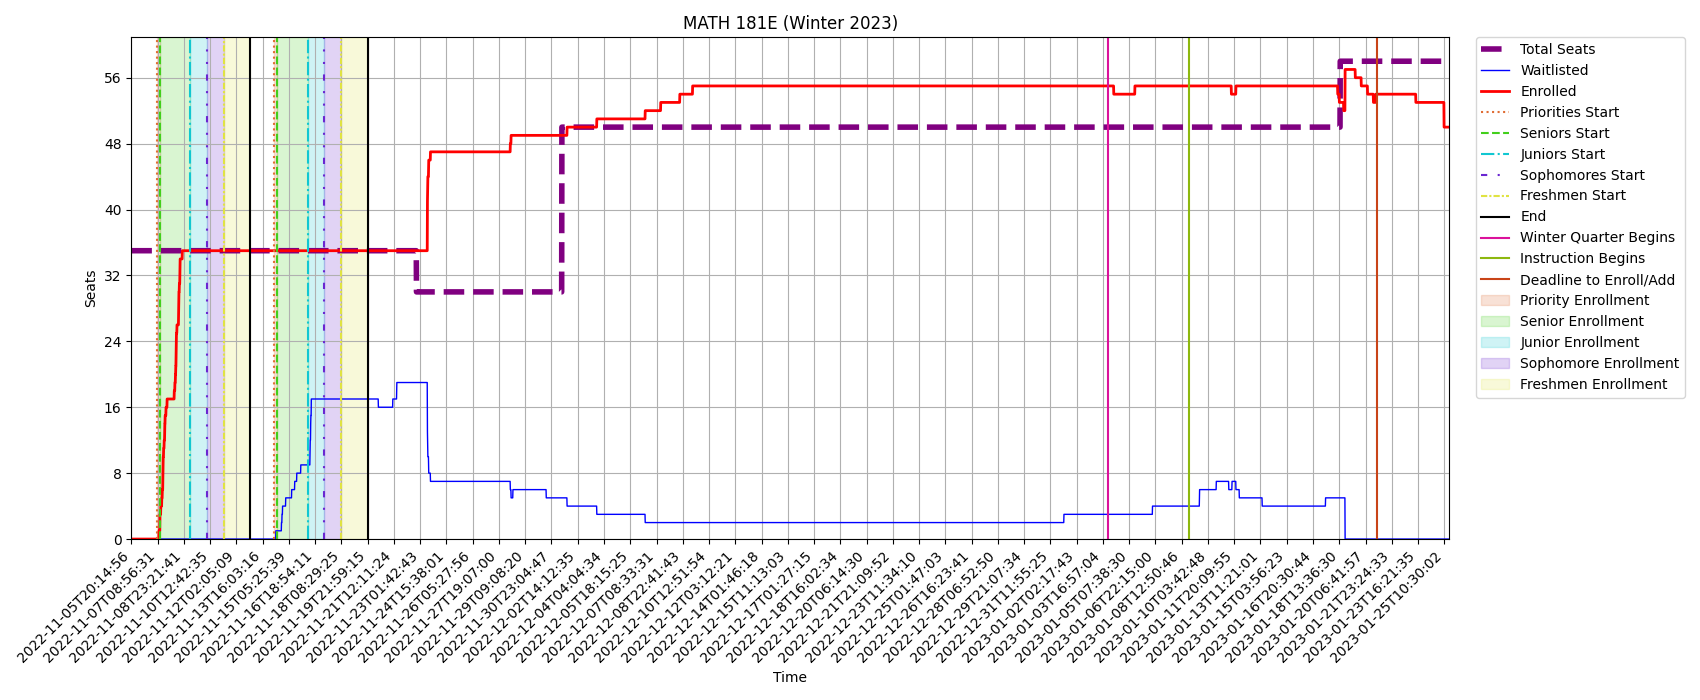 MATH 181E (Winter 2023)
Seats
56
48
40
32
24
16
8
0
2022-11-05T20:14:56
2022-11-07T08:56:31
2022-11-08T23:21:41
2022-11-10T12:42:35
2022-11-12T02:05:09
2022-11-13T16:03:16
2022-11-15T05:25:39
2022-11-16T18:54:11
2022-11-18T08:29:25
2022-11-19T21:59:15
2022-11-21T12:11:24
2022-11-23T01:42:43
2022-11-24T15:38:01
2022-11-26T05:27:56
2022-11-27T19:07:00
2022-11-29T09:08:20
2022-11-30T23:04:47
2022-12-02T14:12:35
2022-12-04T04:04:34
2022-12-05T18:15:25
2022-12-07T08:33:31
2022-12-08T22:41:43
2022-12-10T12:51:54
2022-12-12T03:12:21
2022-12-14T01:46:18
2022-12-15T11:13:03
2022-12-17T01:27:15
2022-12-18T16:02:34
2022-12-20T06:14:30
2022-12-21T21:09:52
2022-12-23T11:34:10
2022-12-25T01:47:03
2022-12-26T16:23:41
2022-12-28T06:52:50
2022-12-29T21:07:34
2022-12-31T11:55:25
2023-01-02T02:17:43
2023-01-03T16:57:04
2023-01-05T07:38:30
2023-01-06T22:15:00
2023-01-08T12:50:46
2023-01-10T03:42:48
2023-01-11T20:09:55
2023-01-13T11:21:01
2023-01-15T03:56:23
2023-01-16T20:30:44
2023-01-18T13:36:30
2023-01-20T06:41:57
2023-01-21T23:24:33
2023-01-23T16:21:35
2023-01-25T10:30:02
Time
Total Seats
Waitlisted
Enrolled
Priorities Start
Seniors Start
Juniors Start
Sophomores Start
Freshmen Start
End
Winter Quarter Begins
Instruction Begins
Deadline to Enroll/Add
Priority Enrollment
Senior Enrollment
Junior Enrollment
Sophomore Enrollment
Freshmen Enrollment